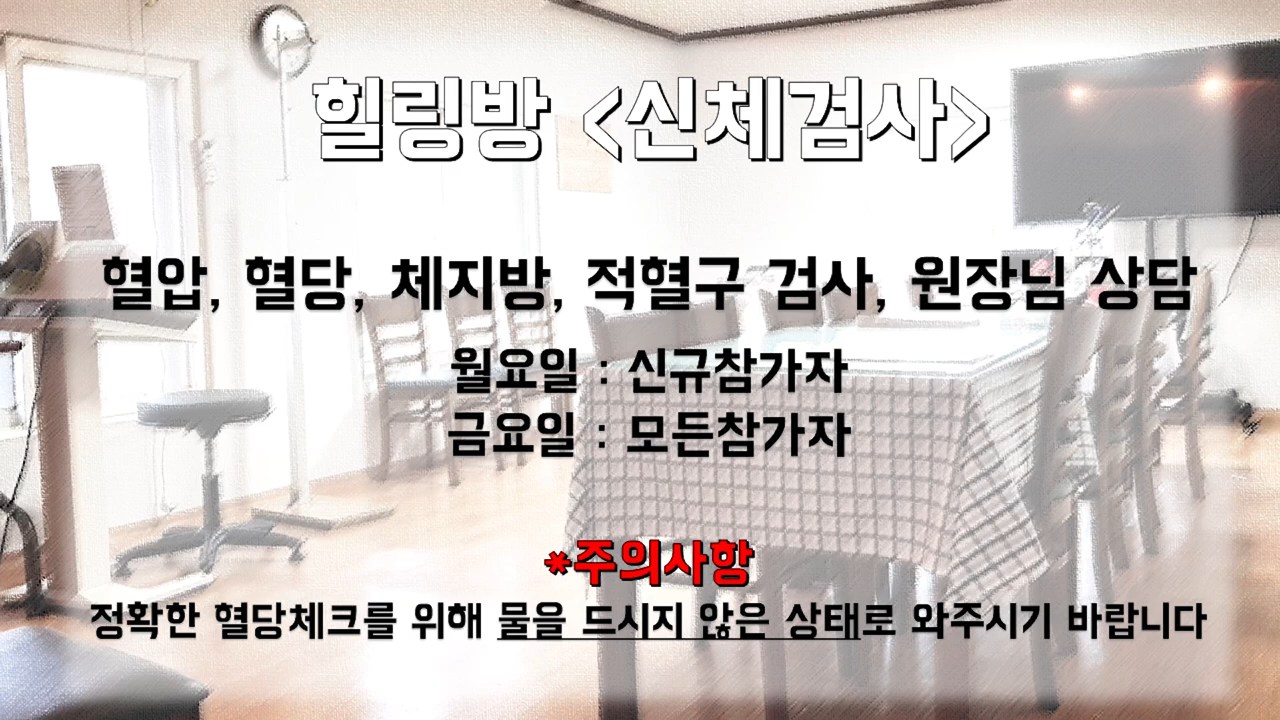 힐링방 <신체검사>
혈압, 혈당, 체지방, 적혈구 검사, 원장님 상담
월요일 : 신규참가자
금요일 : 모든참가자
*주의사항
정확한 혈당체크를 위해 물을 드시지 않은 상태로 와주시기 바랍니다